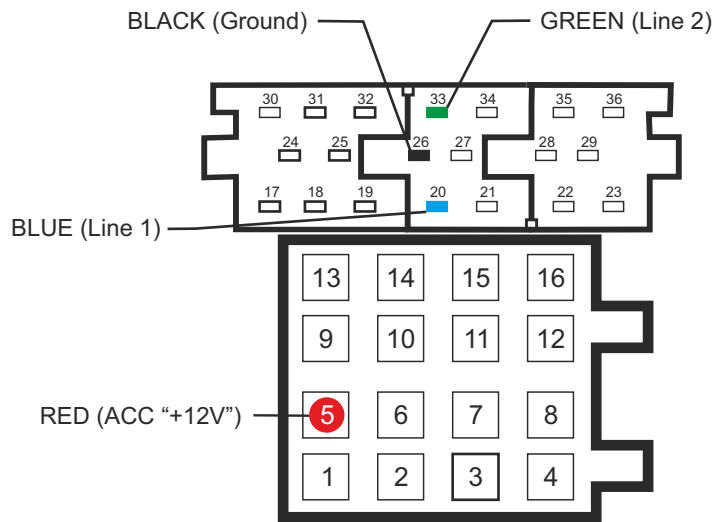 BLACK (Ground) GREEN (Line 2)
30 31 32 33 34 35 36
24 25 26 27 28 29
17 18 19 20 21 22 23
BLUE (Line 1)
13 14 15 16
9 10 11 12
RED (ACC “+12V”) 5 6 7 8
1 2 3 4